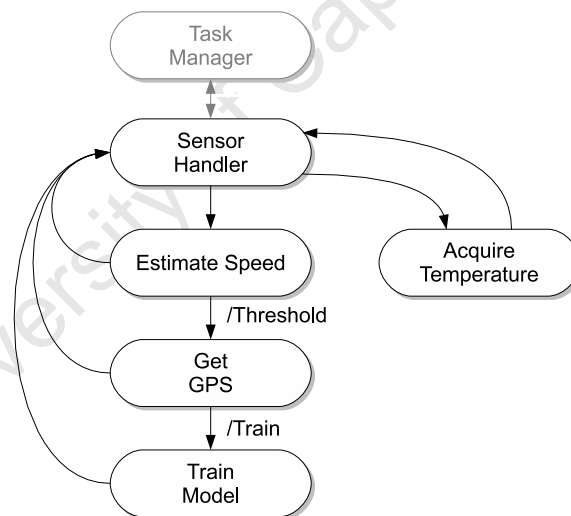 Task
Manager
Sensor
Handler
Estimate Speed
Acquire
Temperature
/Threshold
Get
GPS
/Train
Train
Model